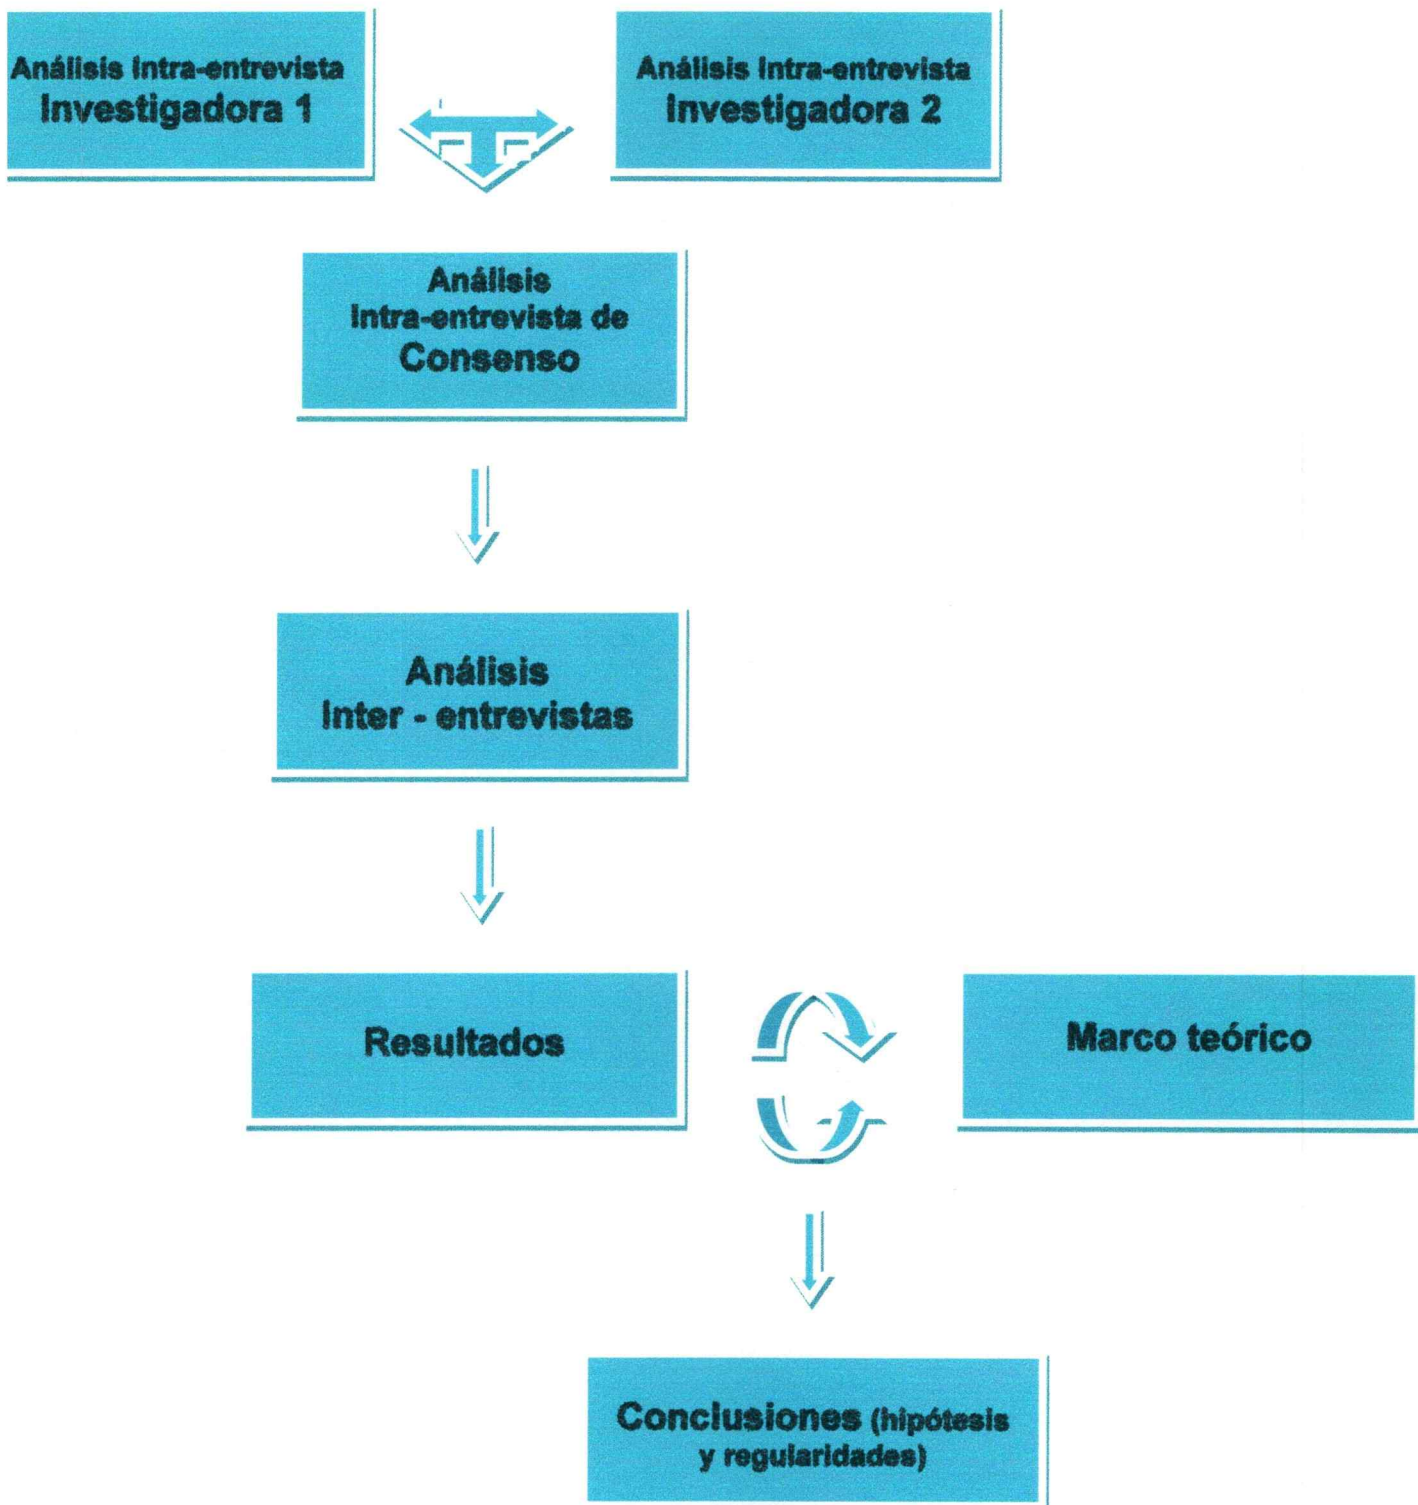 Análisis Intra-entrevista
Investigadora 1
Análisis Intra-entrevista
Investigadora 2
Análisis
Intra-entrevista de
Consenso
Análisis
Inter - entrevistas
Resultados
Marco teórico
Conclusiones (hipótesis
y regularidades)